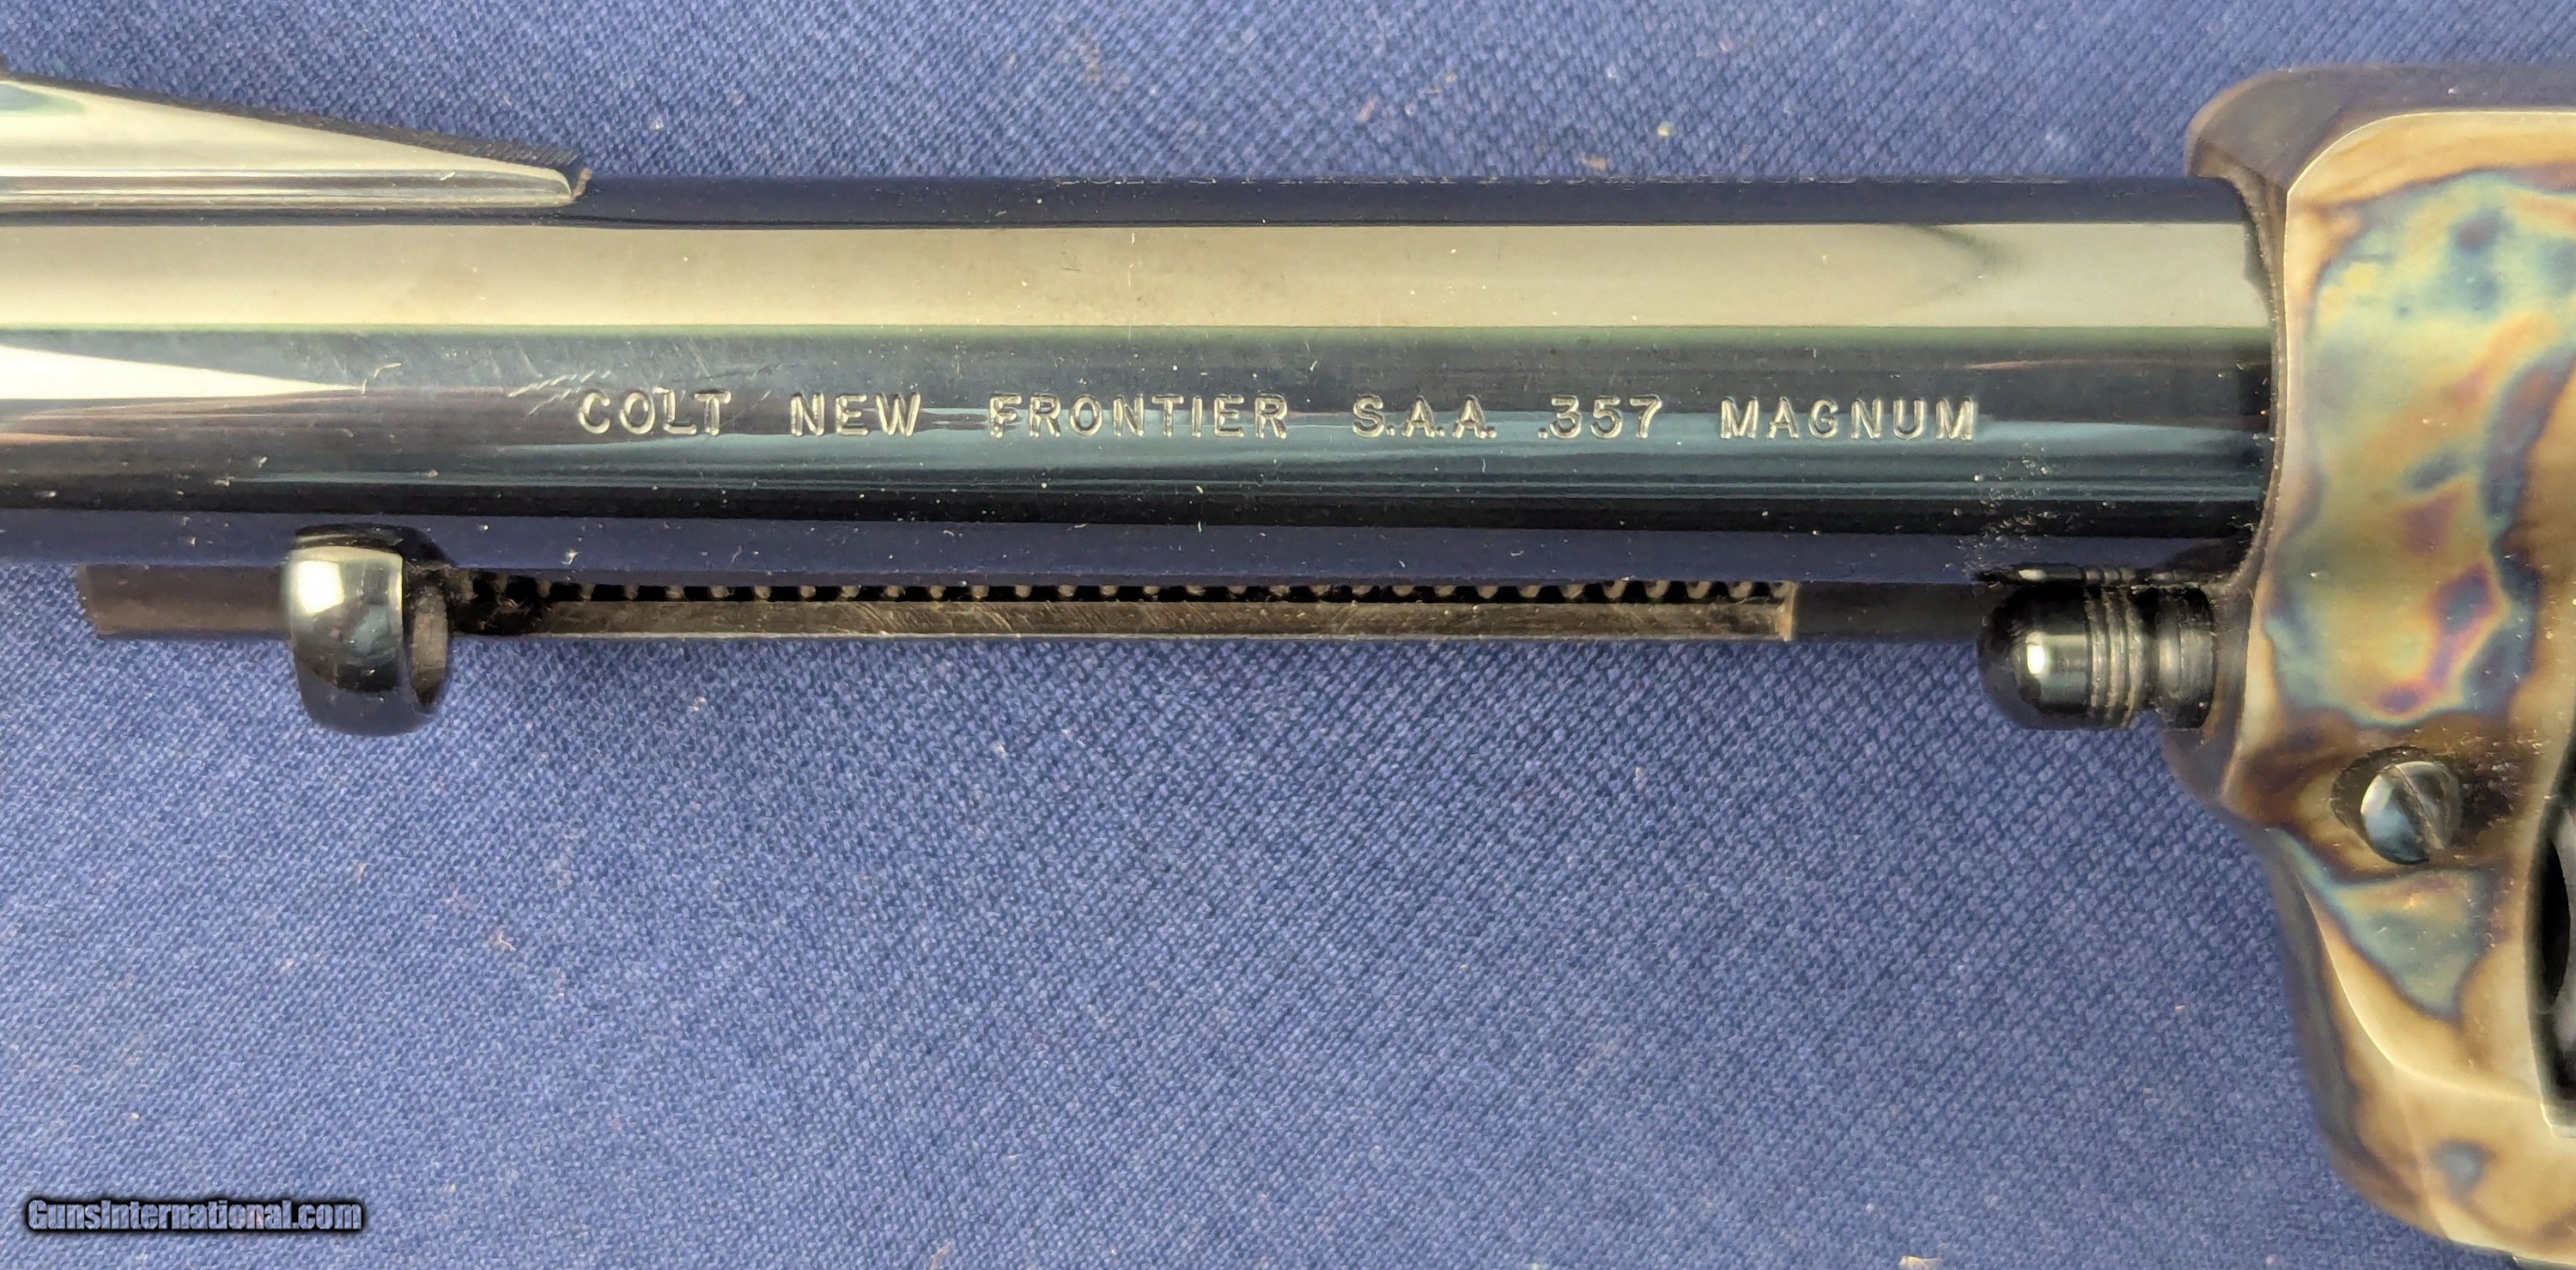 COLT NEW FRONTIER S.A.A. .357 MAGNUM
GunsInternational.com